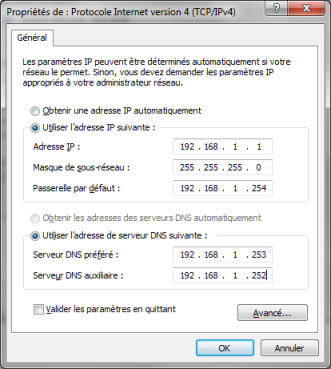 Propriétés de : Protocole Internet version 4 (TCP/IPv4)
Général
Les paramètres IP peuvent être déterminés automatiquement si votre
réseau le permet. Sinon, vous devez demander les paramètres IP
appropriés à votre administrateur réseau.
Obtenir une adresse IP automatiquement
Utiliser l'adresse IP suivante :
Adresse IP : 192 . 168 . 1 . 1
Masque de sous-réseau : 255 . 255 . 255 . 0
Passerelle par défaut : 192 . 168 . 1 . 254
Obtenir les adresses des serveurs DNS automatiquement
Utiliser l'adresse de serveur DNS suivante :
Serveur DNS préféré : 192 . 168 . 1 . 253
Serveur DNS auxiliaire : 192 . 168 . 1 . 252
Valider les paramètres en quittant
Avancé...
OK Annuler